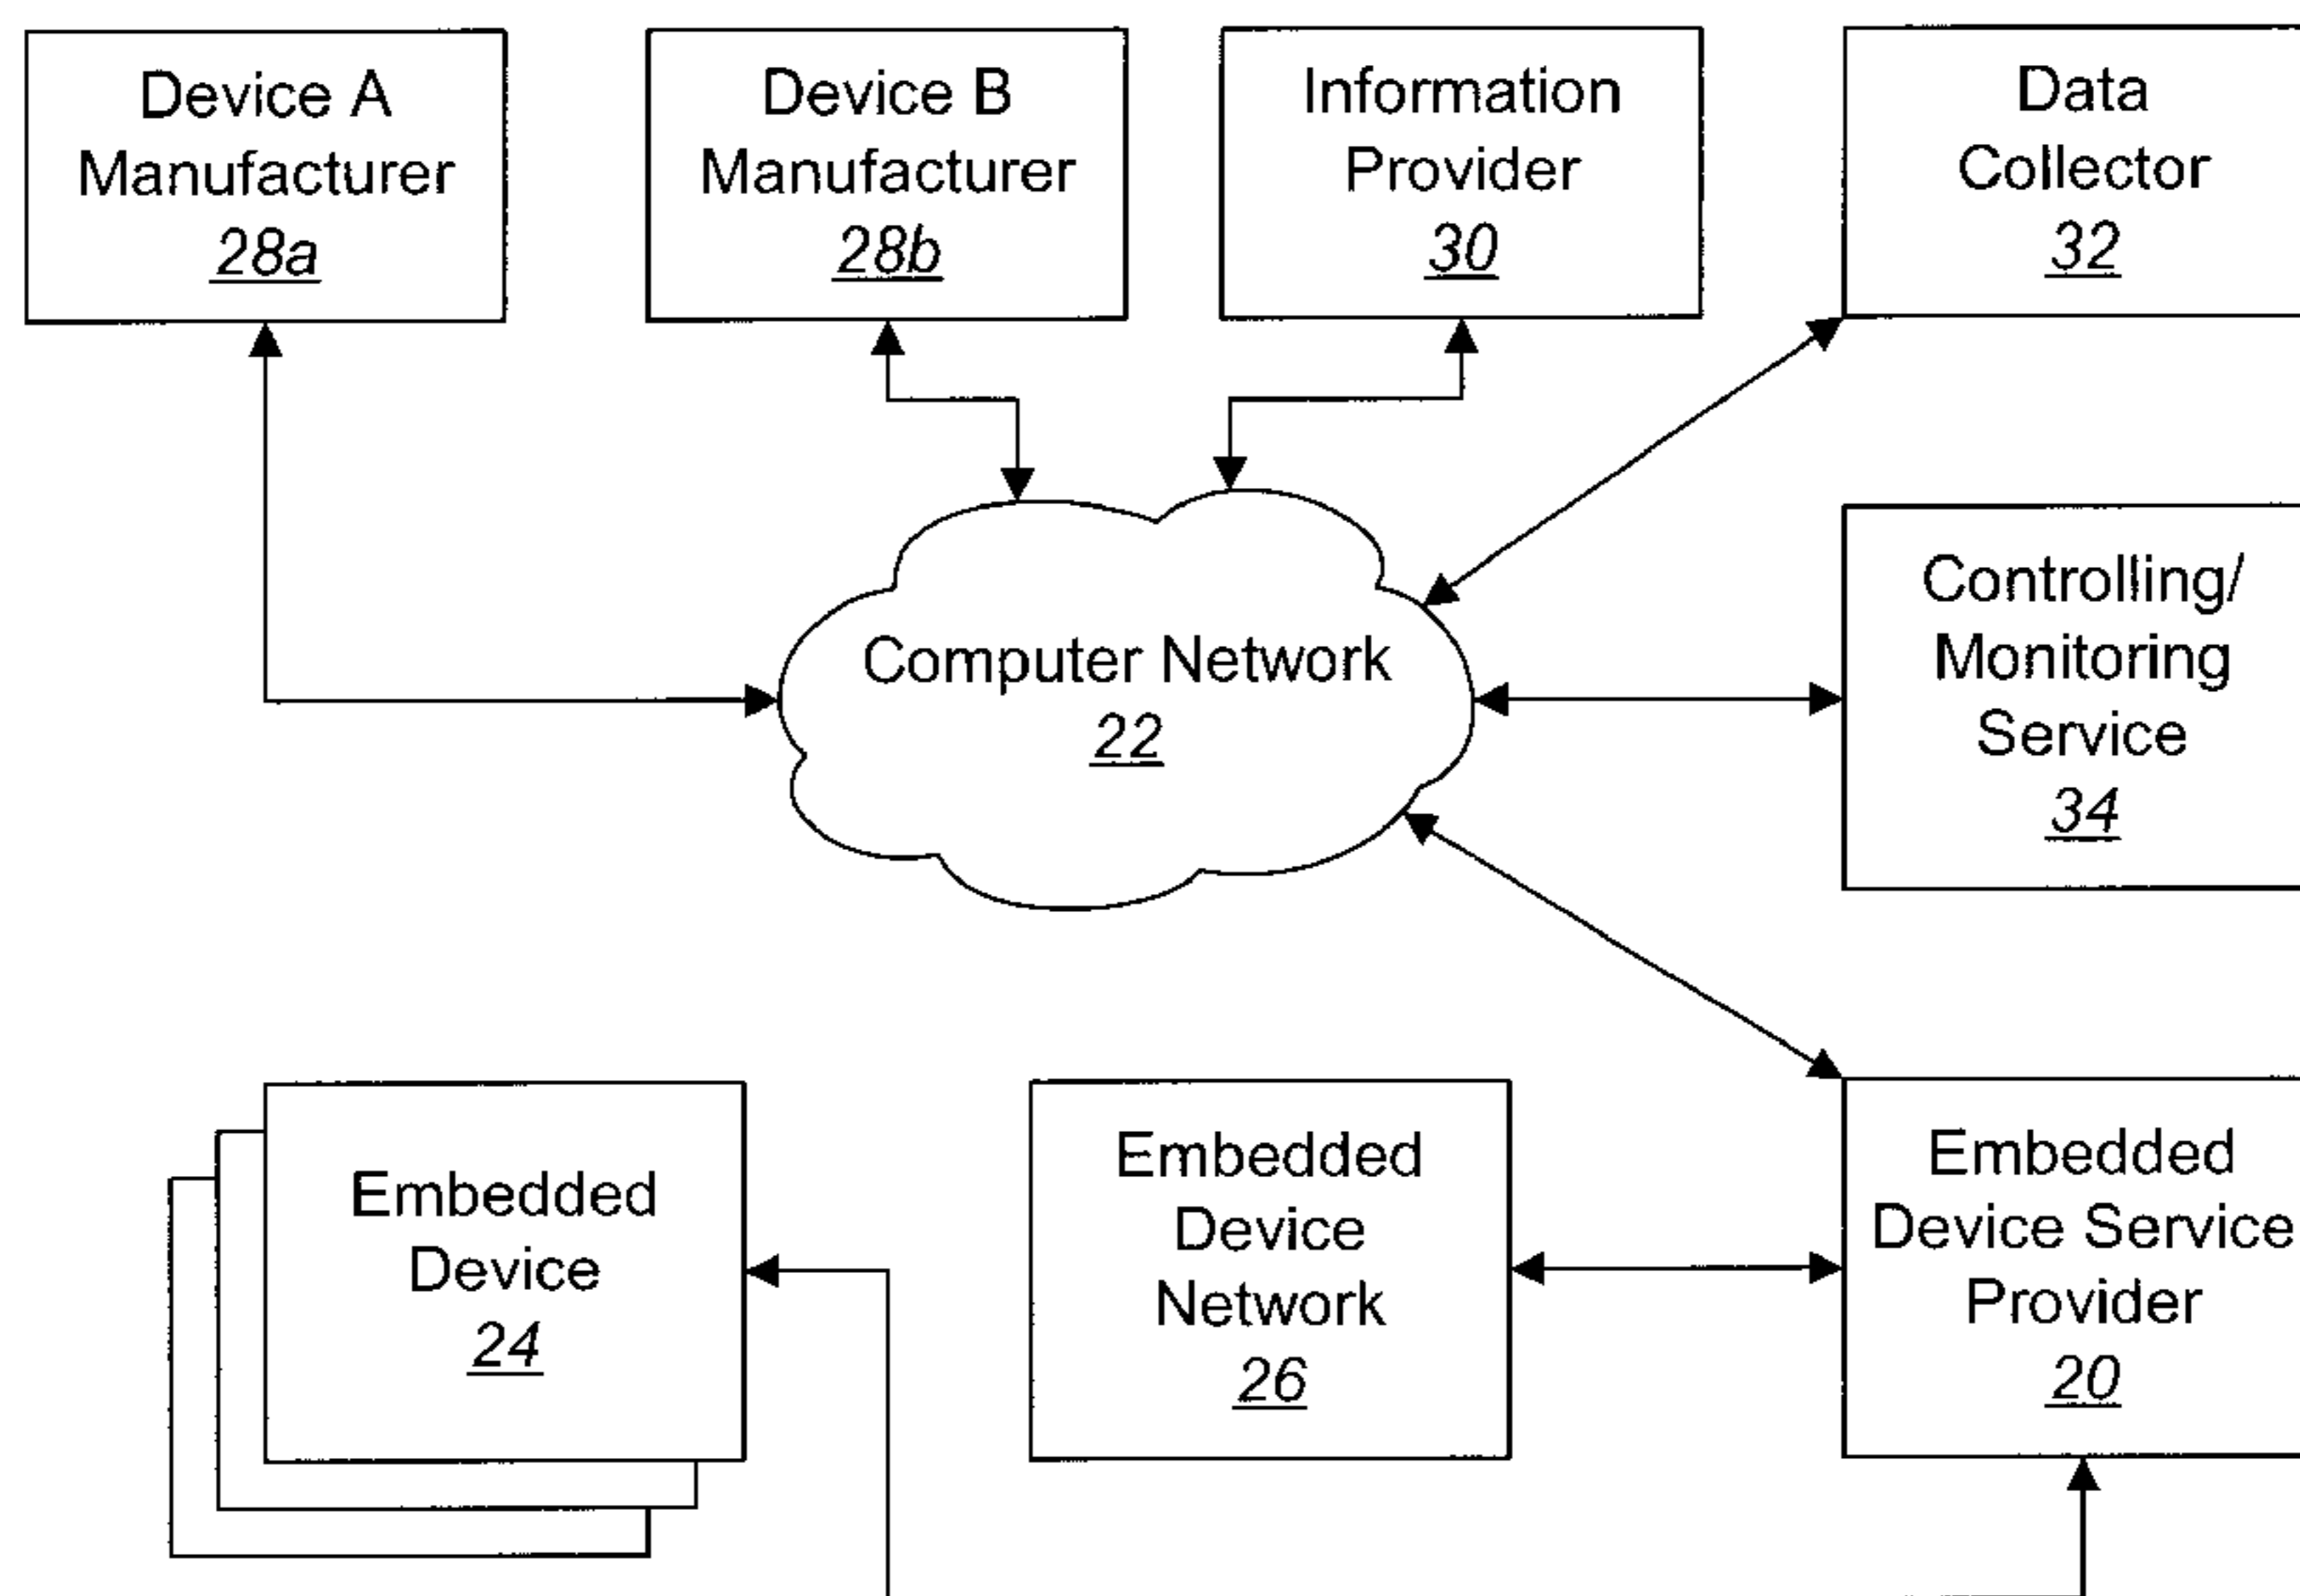 Device A
Manufacturer
28a
Device B
Manufacturer
28b
Information
Provider
30
Data
Collector
32
Computer Network
22
Controlling/
Monitoring
Service
34
Embedded
Device
24
Embedded
Device
Network
26
Embedded
Device Service
Provider
20